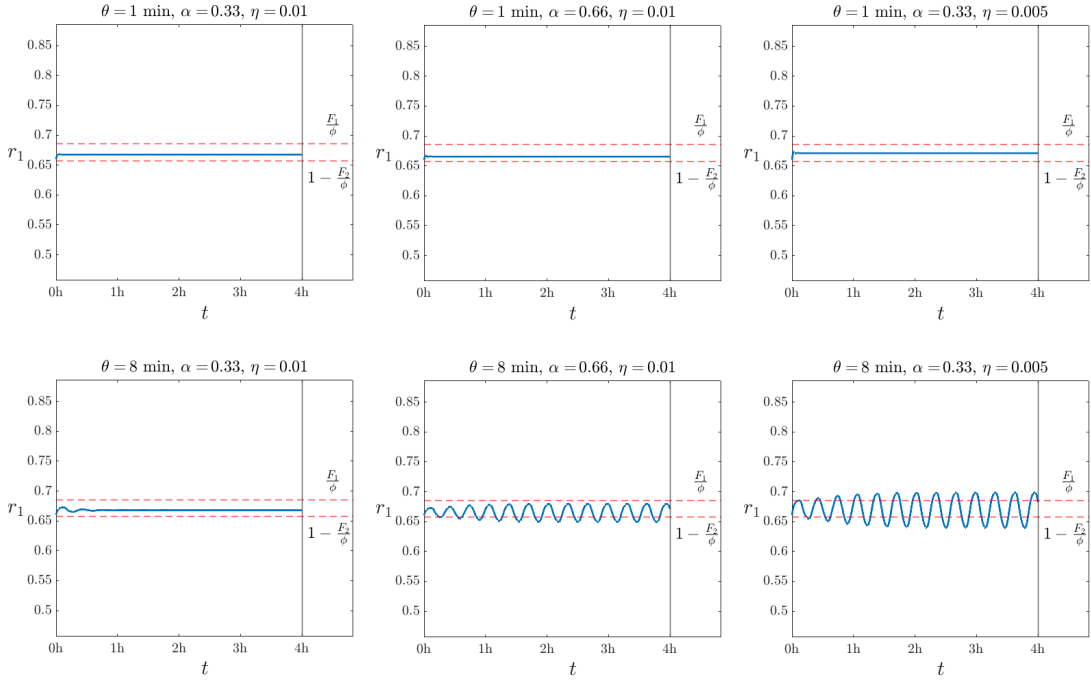 θ = 1 min, α = 0.33, η = 0.01
0.85
0.8
0.75
0.7
0.65
0.6
0.55
0.5
r₁
F₁/ϕ
1 − F₂/ϕ
0h 1h 2h 3h 4h
t
θ = 1 min, α = 0.66, η = 0.01
0.85
0.8
0.75
0.7
0.65
0.6
0.55
0.5
r₁
F₁/ϕ
1 − F₂/ϕ
0h 1h 2h 3h 4h
t
θ = 1 min, α = 0.33, η = 0.005
0.85
0.8
0.75
0.7
0.65
0.6
0.55
0.5
r₁
F₁/ϕ
1 − F₂/ϕ
0h 1h 2h 3h 4h
t
θ = 8 min, α = 0.33, η = 0.01
0.85
0.8
0.75
0.7
0.65
0.6
0.55
0.5
r₁
F₁/ϕ
1 − F₂/ϕ
0h 1h 2h 3h 4h
t
θ = 8 min, α = 0.66, η = 0.01
0.85
0.8
0.75
0.7
0.65
0.6
0.55
0.5
r₁
F₁/ϕ
1 − F₂/ϕ
0h 1h 2h 3h 4h
t
θ = 8 min, α = 0.33, η = 0.005
0.85
0.8
0.75
0.7
0.65
0.6
0.55
0.5
r₁
F₁/ϕ
1 − F₂/ϕ
0h 1h 2h 3h 4h
t